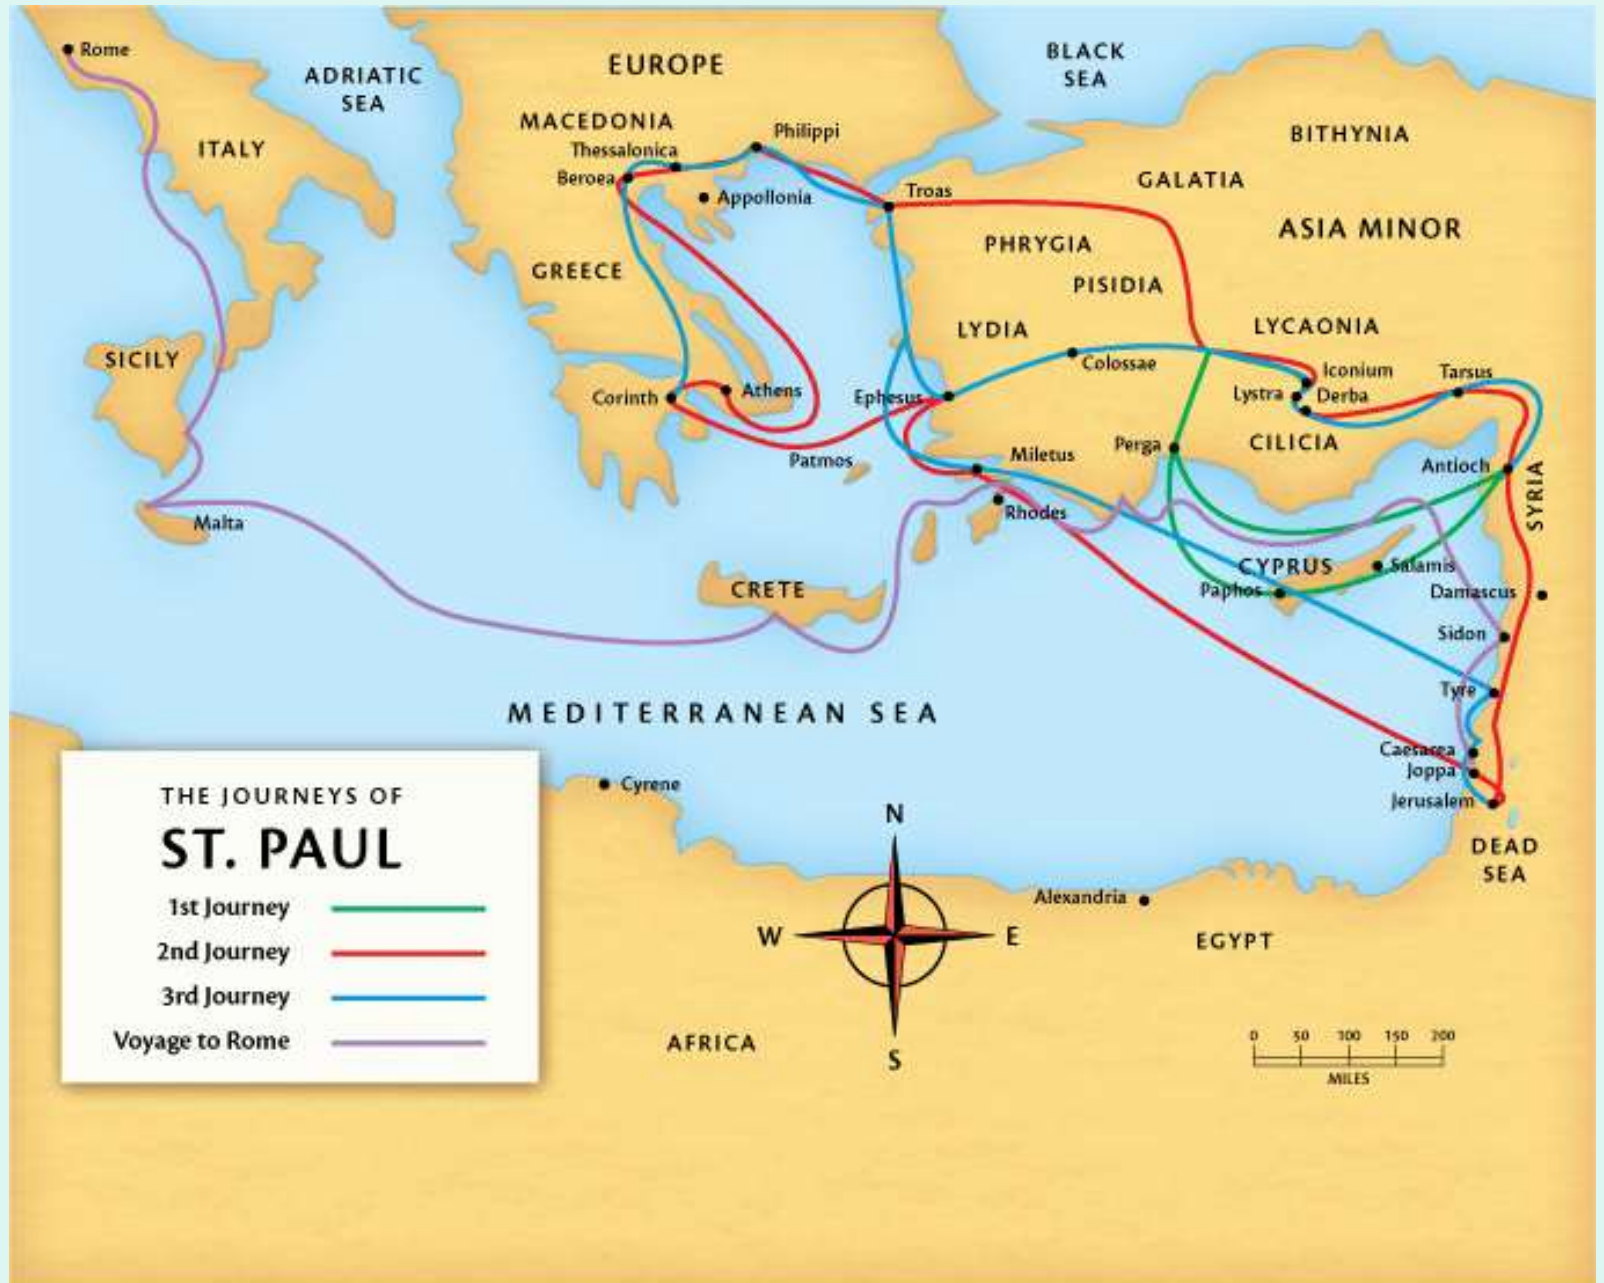 Rome
ADRIATIC
SEA
ITALY
EUROPE
BLACK
SEA
MACEDONIA
Philippi
Thessalonica
Beroea
Appollonia
Troas
BITHYNIA
GALATIA
ASIA MINOR
PHRYGIA
PISIDIA
GREECE
LYDIA
LYCAONIA
SICILY
Colossae
Iconium
Tarsus
Corinth
Athens
Ephesus
Lystra
Derba
Perga
CILICIA
Patmos
Miletus
Antioch
SYRIA
Malta
Rhodes
CRETE
CYPRUS
Salamis
Paphos
Damascus
Sidon
Tyre
MEDITERRANEAN SEA
Caesarea
Joppa
Jerusalem
Cyrene
DEAD
SEA
Alexandria
EGYPT
AFRICA
THE JOURNEYS OF
ST. PAUL
1st Journey
2nd Journey
3rd Journey
Voyage to Rome
N
W
E
S
0 50 100 150 200
MILES